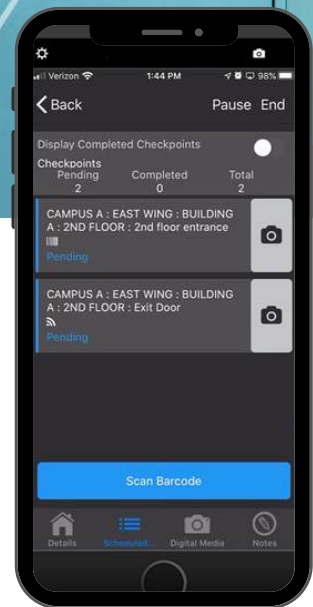 Verizon 1:44 PM 98%
Back Pause End
Display Completed Checkpoints
Checkpoints
Pending Completed Total
2 0 2
CAMPUS A : EAST WING : BUILDING
A : 2ND FLOOR : 2nd floor entrance
Pending
CAMPUS A : EAST WING : BUILDING
A : 2ND FLOOR : Exit Door
Pending
Scan Barcode
Details Scheduled... Digital Media Notes